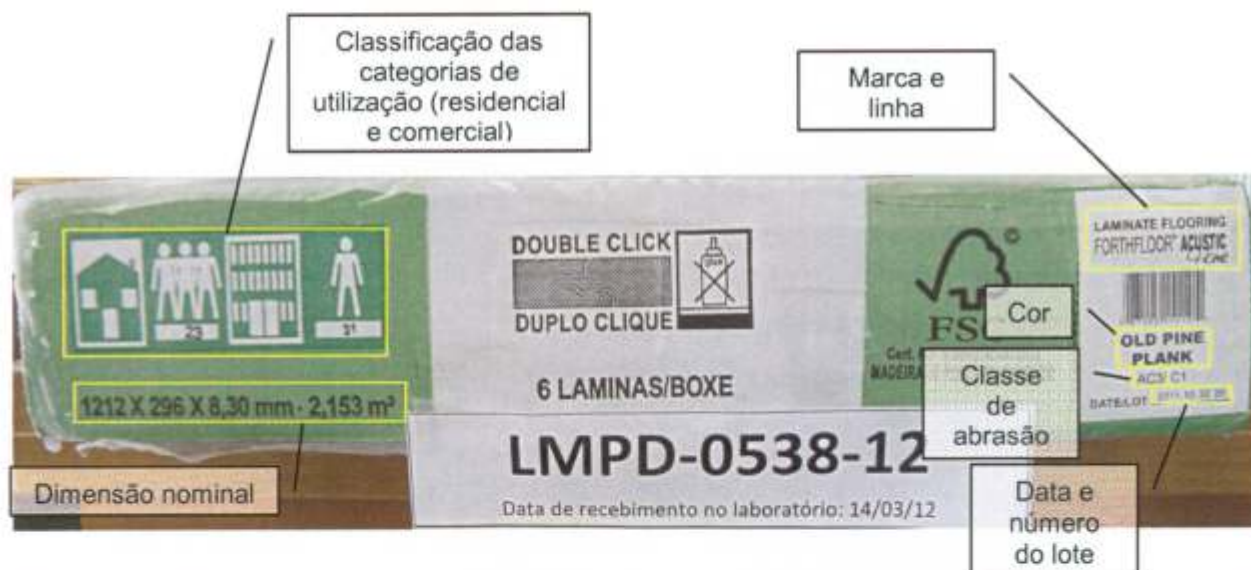 Classificação das
categorias de
utilização (residencial
e comercial)
Marca e
linha
23
31
1212 X 296 X 8,30 mm - 2,153 m²
Dimensão nominal
DOUBLE CLICK
DUPLO CLIQUE
6 LAMINAS/BOXE
LMPD-0538-12
Data de recebimento no laboratório: 14/03/12
FSC
Cert.
MADEIRA
Cor
Classe
de
abrasão
LAMINATE FLOORING
FORTHFLOOR ACUSTIC
OLD PINE
PLANK
AC3/ C1
DATE/LOT
Data e
número
do lote